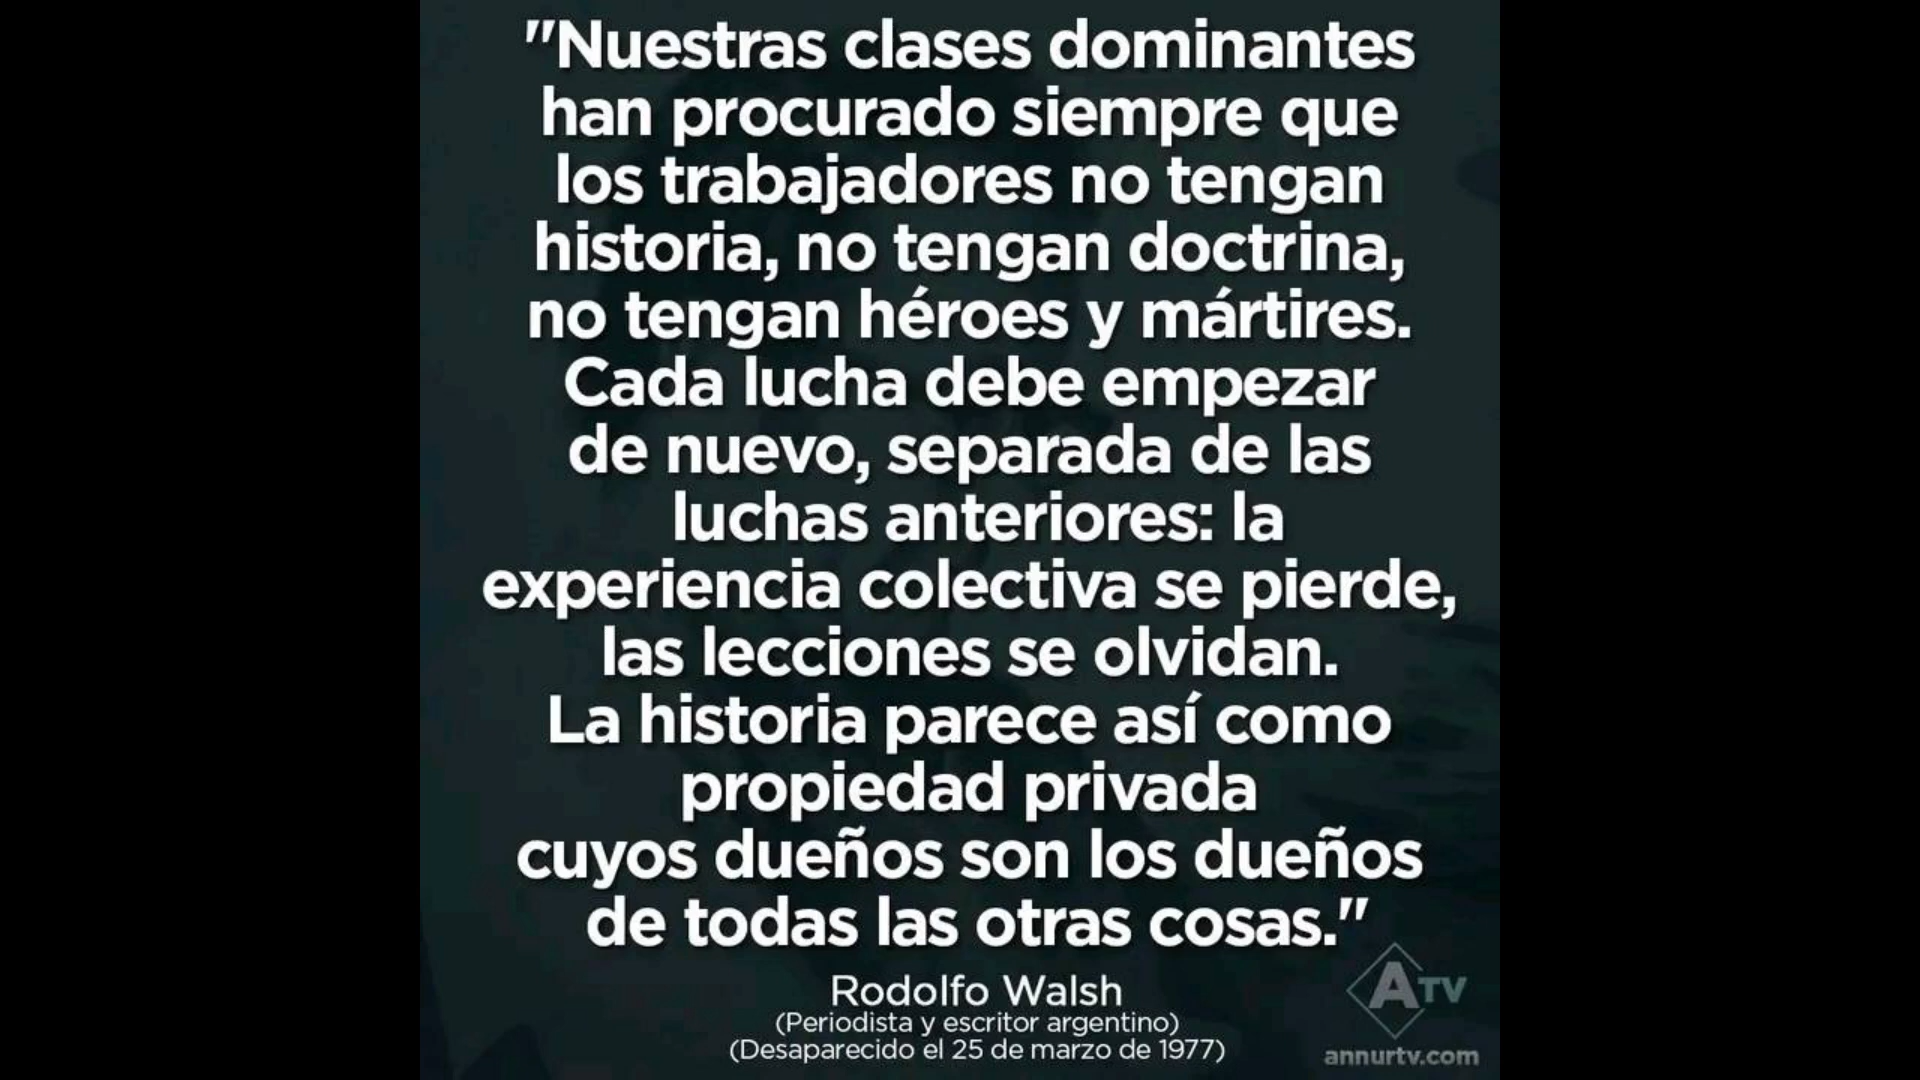 "Nuestras clases dominantes
han procurado siempre que
los trabajadores no tengan
historia, no tengan doctrina,
no tengan héroes y mártires.
Cada lucha debe empezar
de nuevo, separada de las
luchas anteriores: la
experiencia colectiva se pierde,
las lecciones se olvidan.
La historia parece así como
propiedad privada
cuyos dueños son los dueños
de todas las otras cosas."
Rodolfo Walsh
(Periodista y escritor argentino)
(Desaparecido el 25 de marzo de 1977)
ATV
annurtv.com